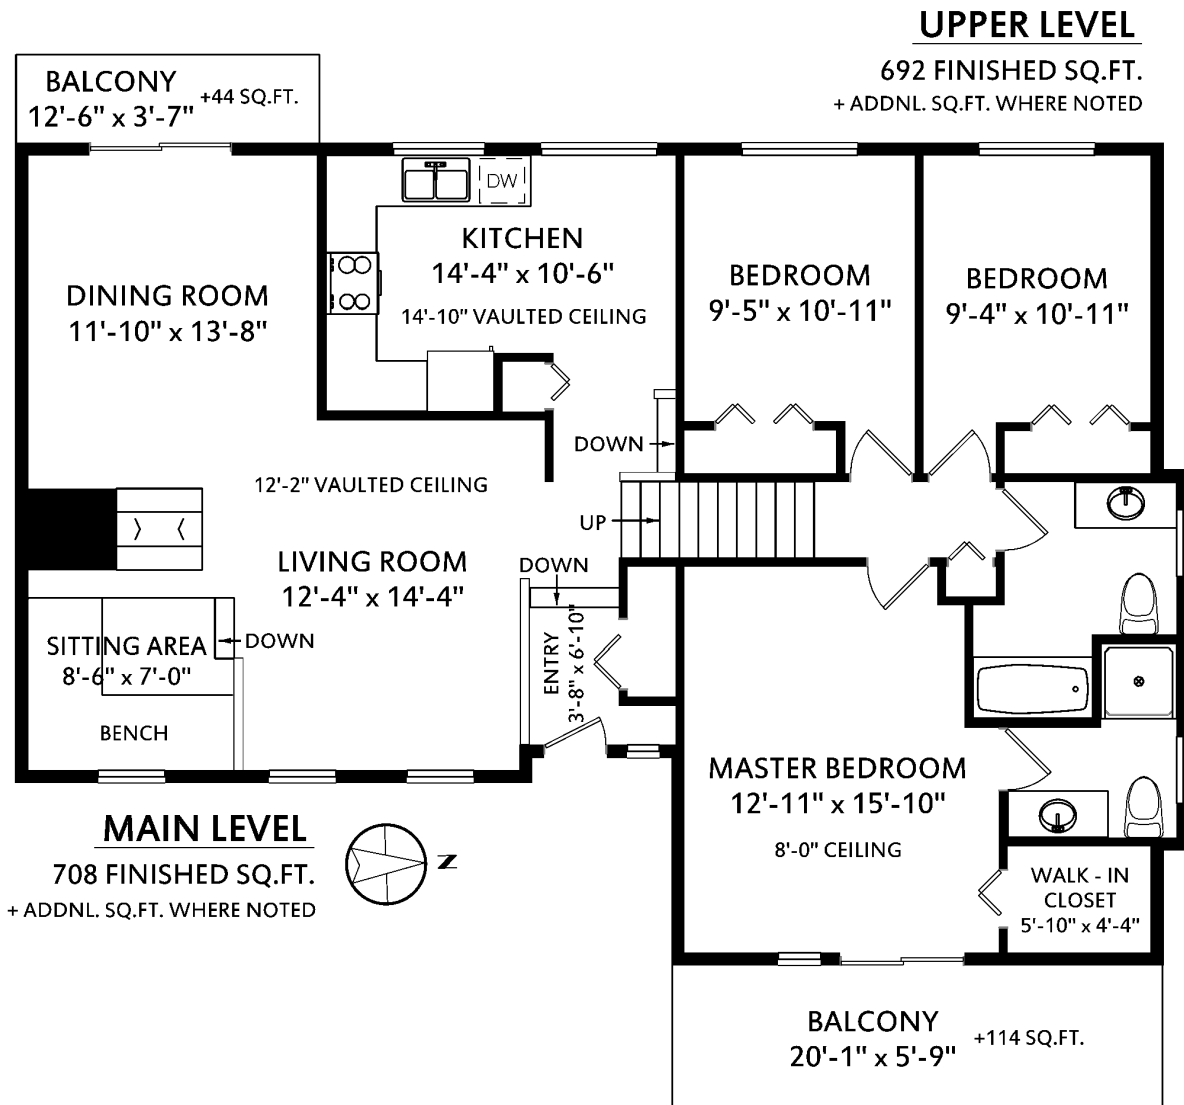 UPPER LEVEL
692 FINISHED SQ.FT.
+ ADDNL. SQ.FT. WHERE NOTED
BALCONY
12'-6" x 3'-7"
+44 SQ.FT.
DINING ROOM
11'-10" x 13'-8"
DW
KITCHEN
14'-4" x 10'-6"
14'-10" VAULTED CEILING
BEDROOM
9'-5" x 10'-11"
BEDROOM
9'-4" x 10'-11"
DOWN
12'-2" VAULTED CEILING
UP
LIVING ROOM
12'-4" x 14'-4"
DOWN
ENTRY
3'-8" x 6'-10"
SITTING AREA
8'-6" x 7'-0"
DOWN
BENCH
MASTER BEDROOM
12'-11" x 15'-10"
8'-0" CEILING
WALK - IN
CLOSET
5'-10" x 4'-4"
MAIN LEVEL
708 FINISHED SQ.FT.
+ ADDNL. SQ.FT. WHERE NOTED
N
BALCONY
20'-1" x 5'-9"
+114 SQ.FT.